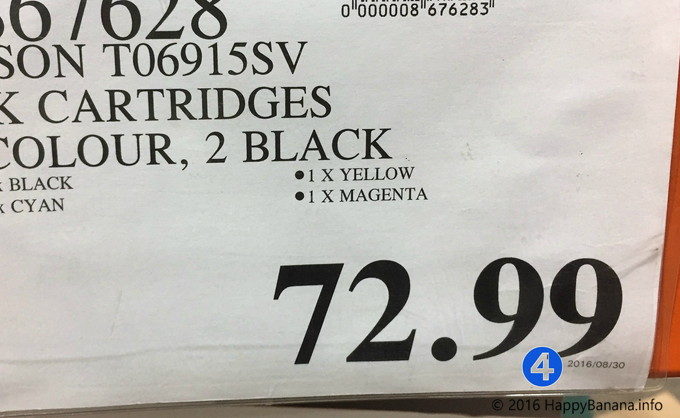 67628
0 000008 676283
SON T06915SV
K CARTRIDGES
COLOUR, 2 BLACK
x BLACK
•1 X YELLOW
x CYAN
•1 X MAGENTA
72.99
4
2016/08/30
© 2016 HappyBanana.info